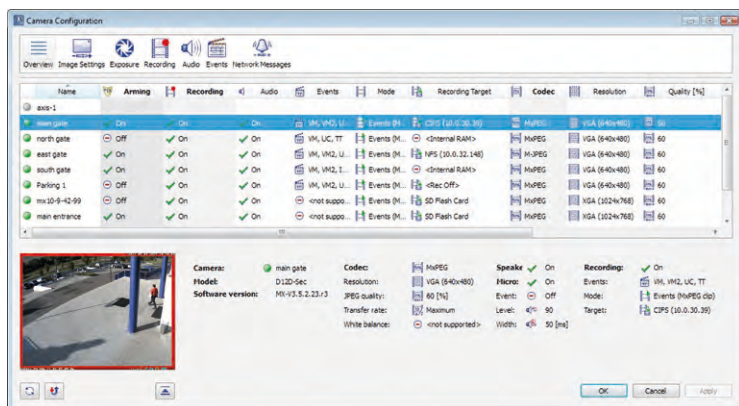 Camera Configuration
Overview Image Settings Exposure Recording Audio Events Network Messages
Name Arming Recording Audio Events Mode Recording Target Codec Resolution Quality [%]
axis-1
main gate On On On VM, VM2, U... Events (M... CIFS (10.0.30.39) MxPEG VGA (640x480)
north gate Off On On VM, UC, TT Events (M... <Internal RAM> MxPEG VGA (640x480) 60
east gate On On On VM, VM2, U... Events (M... NFS (10.0.32.148) M-JPEG VGA (640x480) 60
south gate On On On VM, VM2, I... Events (M... <Internal RAM> MxPEG VGA (640x480) 60
Parking 1 Off On On VM, VM2, U... Events (M... <Rec Off> MxPEG VGA (640x480) 60
mx10-9-42-99 Off On On <not suppo... Events (M... SD Flash Card MxPEG XGA (1024x768) 60
main entrance On On On <not suppo... Events (M... SD Flash Card MxPEG XGA (1024x768) 60
Camera: main gate Codec: MxPEG Speake On Recording: On
Model: D12D-Sec Resolution: VGA (640x480) Micro: On Events: VM, VM2, UC, TT
Software version: MX-V3.5.2.23.r3 JPEG quality: 60 [%] Event: Off Mode: Events (MxPEG clip)
Transfer rate: Maximum Level: 90 Target: CIFS (10.0.30.39)
White balance: <not supported> Width: 50 [ms]
OK Cancel Apply